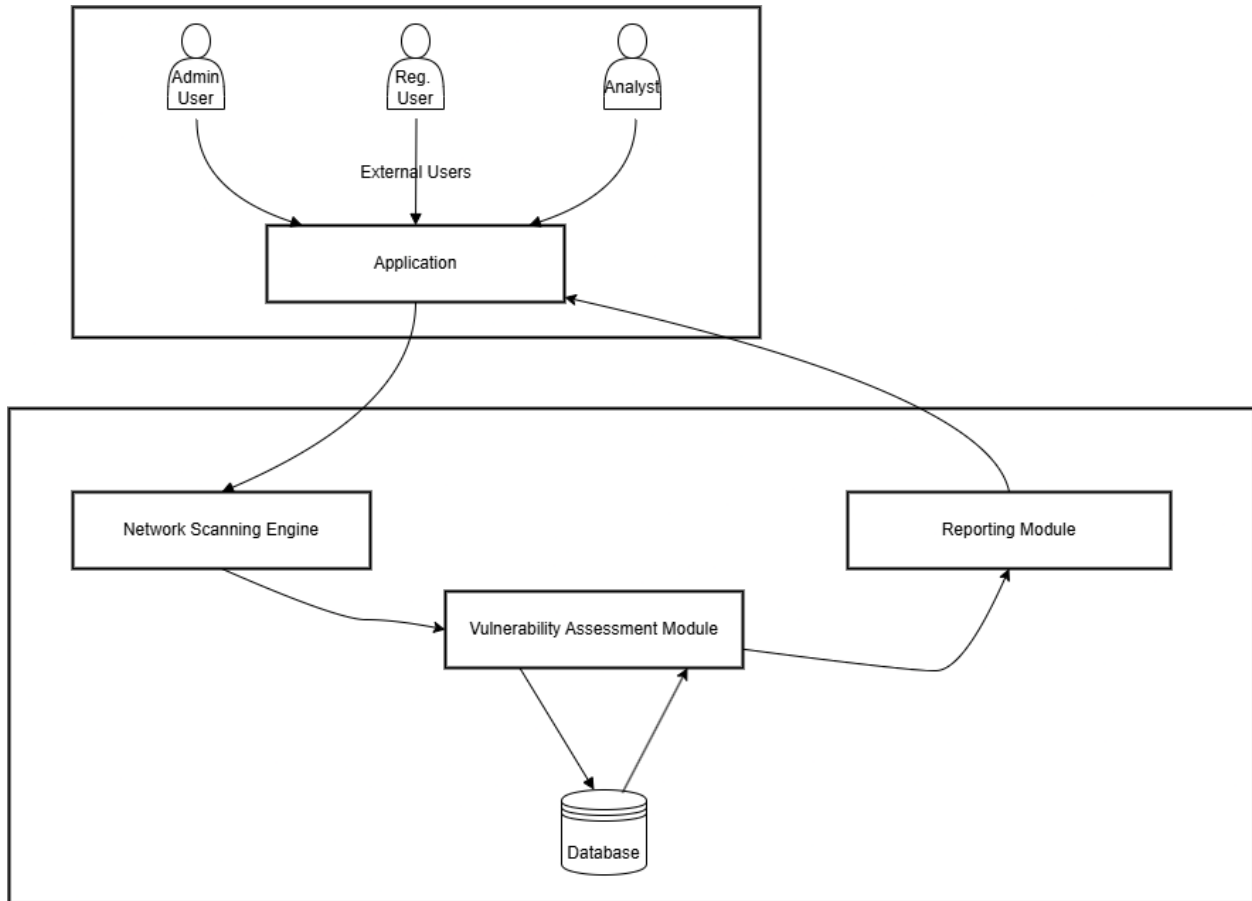 Admin
User
Reg.
User
Analyst
External Users
Application
Network Scanning Engine
Reporting Module
Vulnerability Assessment Module
Database